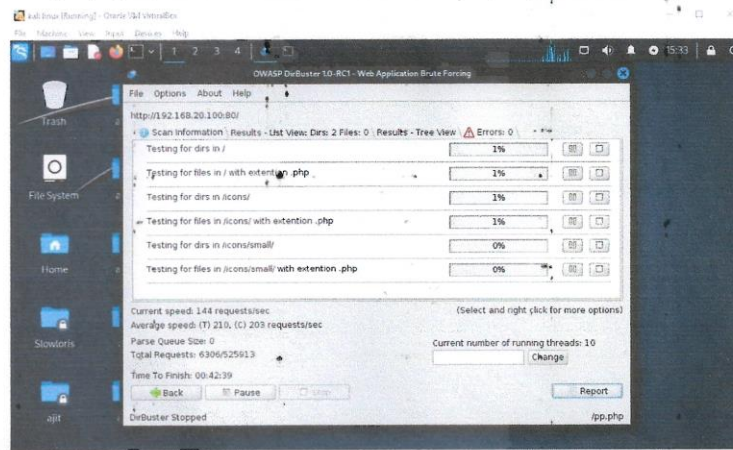 kali linux [Running] - Oracle VM VirtualBox
File Machine View Input Devices Help
1 2 3 4
15:33
OWASP DirBuster 1.0-RC1 - Web Application Brute Forcing
File Options About Help
http://192.168.20.100:80/
Scan Information Results - List View: Dirs: 2 Files: 0 Results - Tree View Errors: 0
Testing for dirs in / 1%
Testing for files in / with extention .php 1%
Testing for dirs in /icons/ 1%
Testing for files in /icons/ with extention .php 1%
Testing for dirs in /icons/small/ 0%
Testing for files in /icons/small/ with extention .php 0%
Current speed: 144 requests/sec (Select and right click for more options)
Average speed: (T) 210, (C) 203 requests/sec
Parse Queue Size: 0 Current number of running threads: 10
Total Requests: 6306/525913 Change
Time To Finish: 00:42:39
Back Pause Stop Report
DirBuster Stopped /pp.php
Trash
File System
Home
Slowloris
ajit